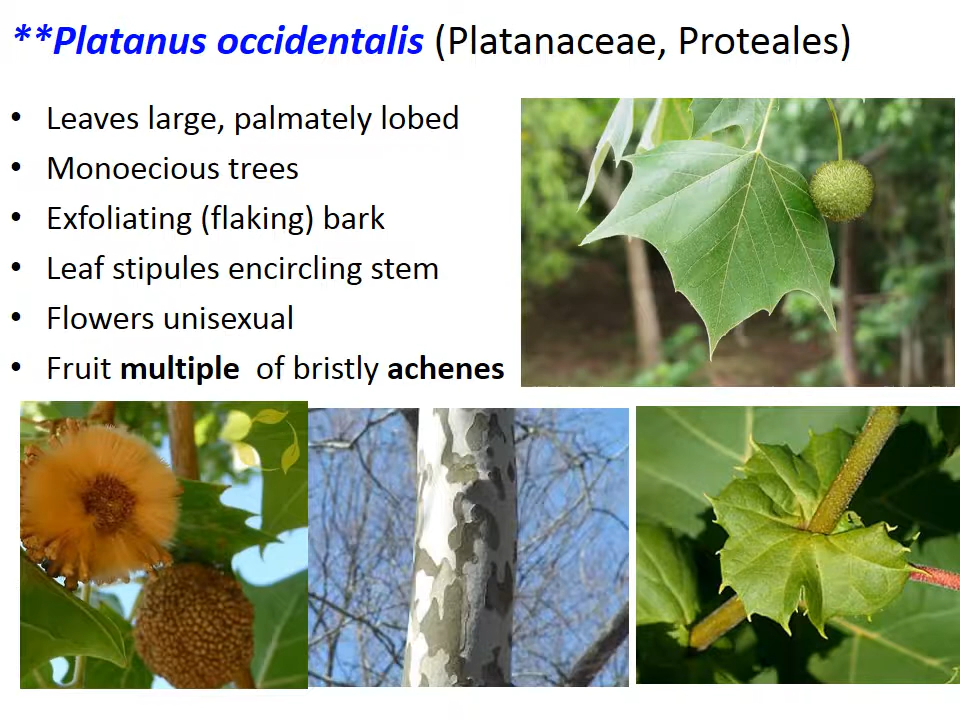 **Platanus occidentalis (Platanaceae, Proteales)
• Leaves large, palmately lobed
• Monoecious trees
• Exfoliating (flaking) bark
• Leaf stipules encircling stem
• Flowers unisexual
• Fruit multiple of bristly achenes